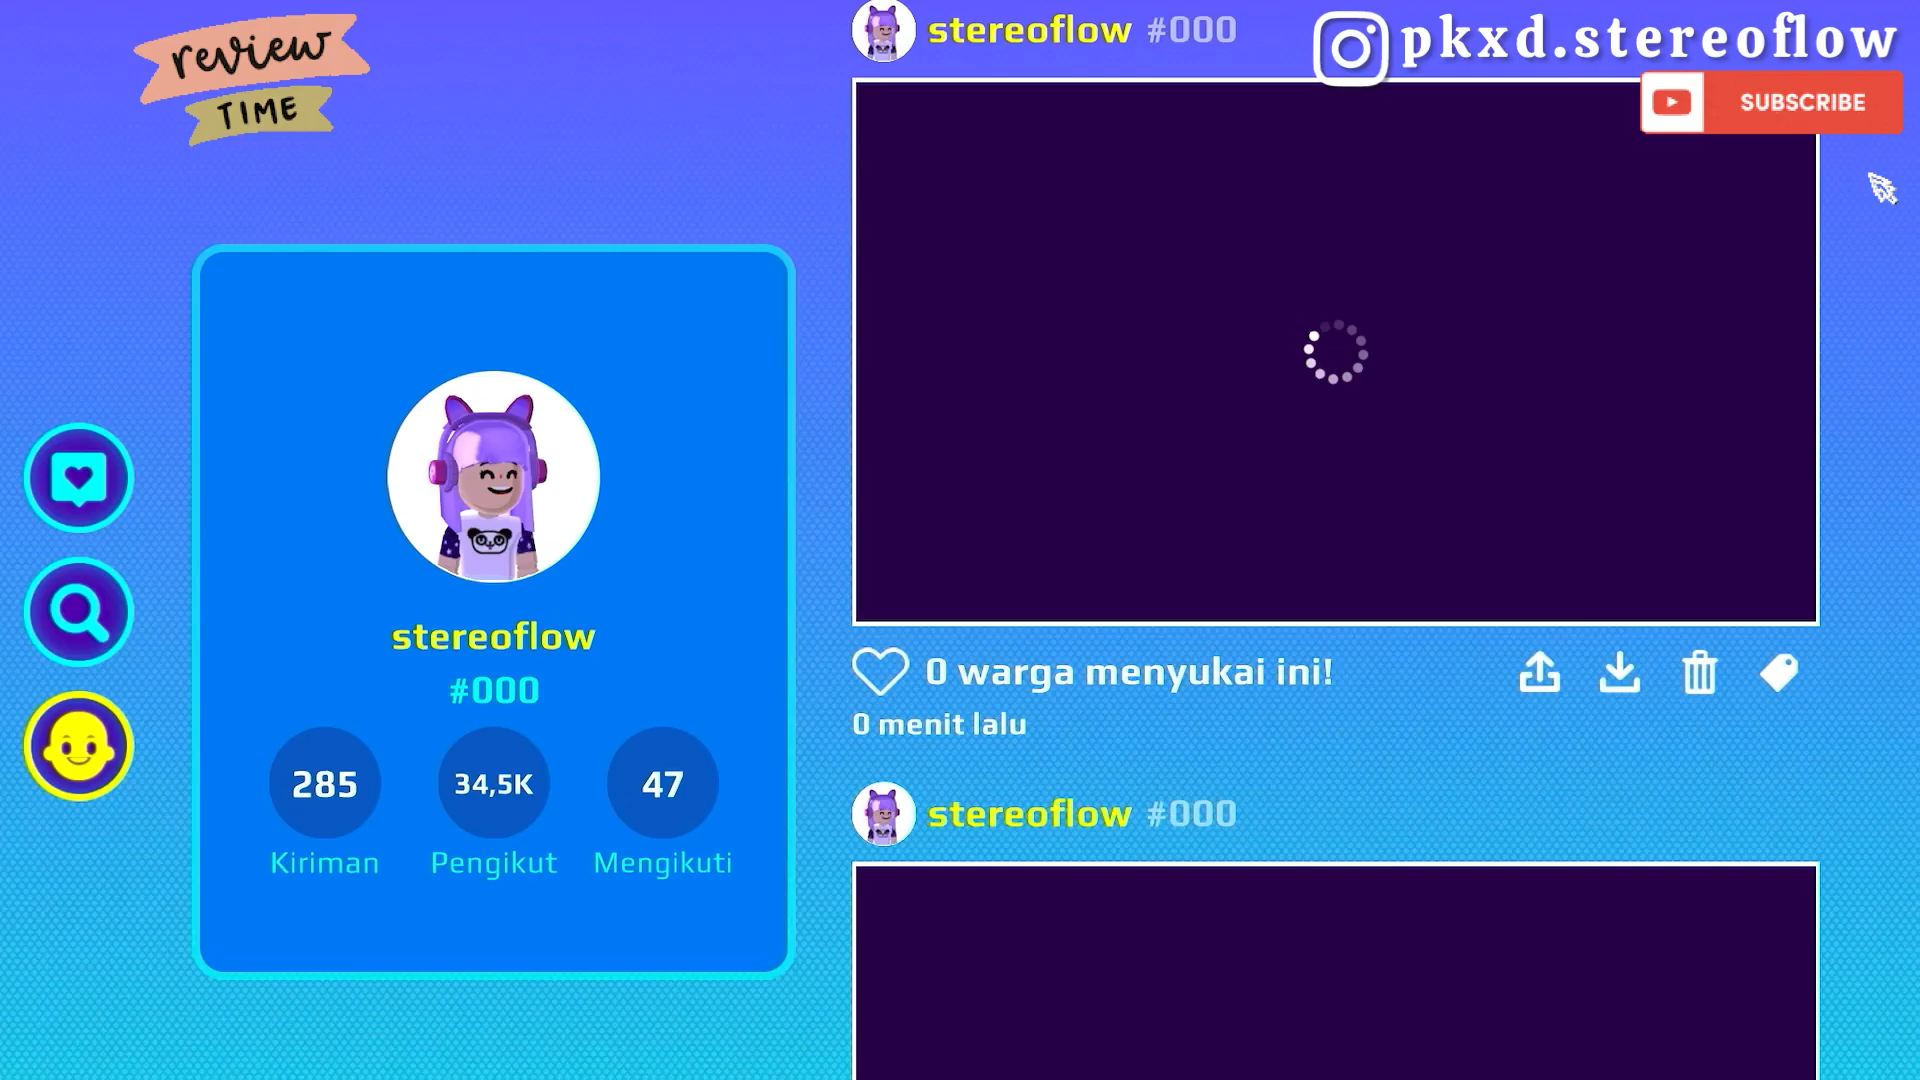 review
TIME
stereoflow #000
pkxd.stereoflow
SUBSCRIBE
stereoflow
#000
285
34,5K
47
Kiriman
Pengikut
Mengikuti
0 warga menyukai ini!
0 menit lalu
stereoflow #000